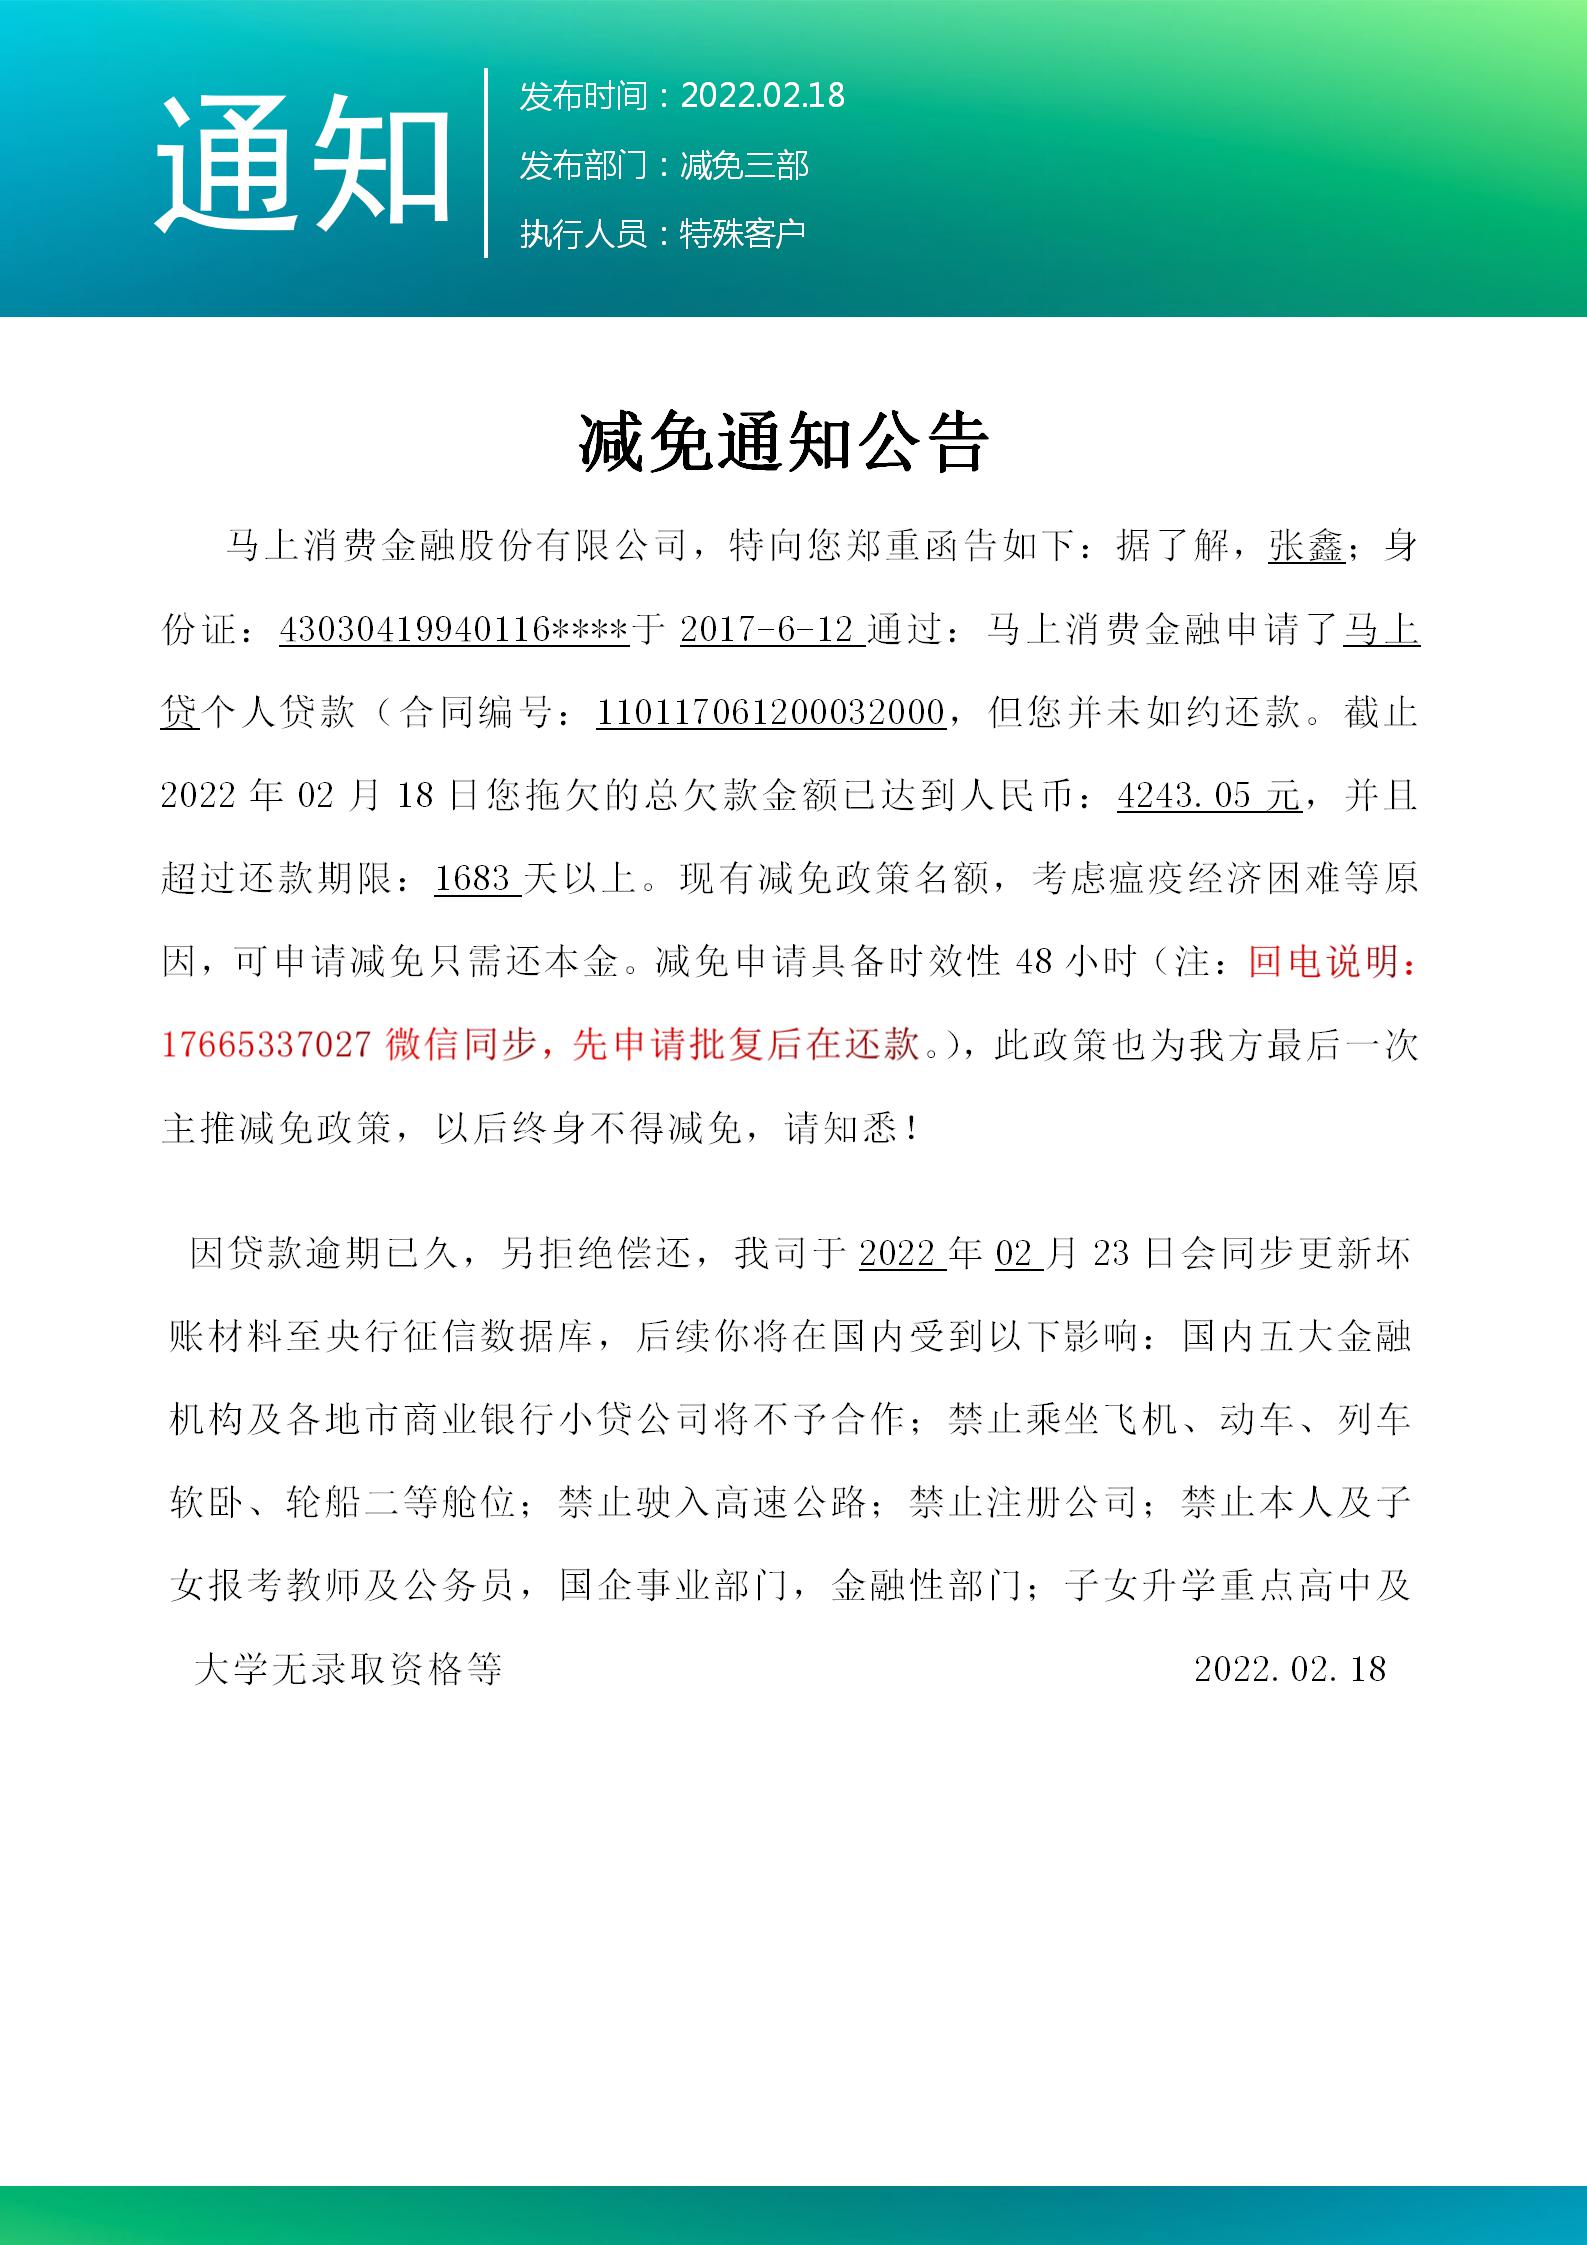 通知
发布时间：2022.02.18
发布部门：减免三部
执行人员：特殊客户
减免通知公告
马上消费金融股份有限公司，特向您郑重函告如下：据了解，张鑫；身
份证：43030419940116****于 2017-6-12 通过：马上消费金融申请了马上
贷个人贷款（合同编号：110117061200032000，但您并未如约还款。截止
2022 年 02 月 18 日您拖欠的总欠款金额已达到人民币：4243.05 元，并且
超过还款期限：1683 天以上。现有减免政策名额，考虑瘟疫经济困难等原
因，可申请减免只需还本金。减免申请具备时效性 48 小时（注：回电说明：
17665337027 微信同步，先申请批复后在还款。），此政策也为我方最后一次
主推减免政策，以后终身不得减免，请知悉！
因贷款逾期已久，另拒绝偿还，我司于 2022 年 02 月 23 日会同步更新坏
账材料至央行征信数据库，后续你将在国内受到以下影响：国内五大金融
机构及各地市商业银行小贷公司将不予合作；禁止乘坐飞机、动车、列车
软卧、轮船二等舱位；禁止驶入高速公路；禁止注册公司；禁止本人及子
女报考教师及公务员，国企事业部门，金融性部门；子女升学重点高中及
大学无录取资格等 2022.02.18